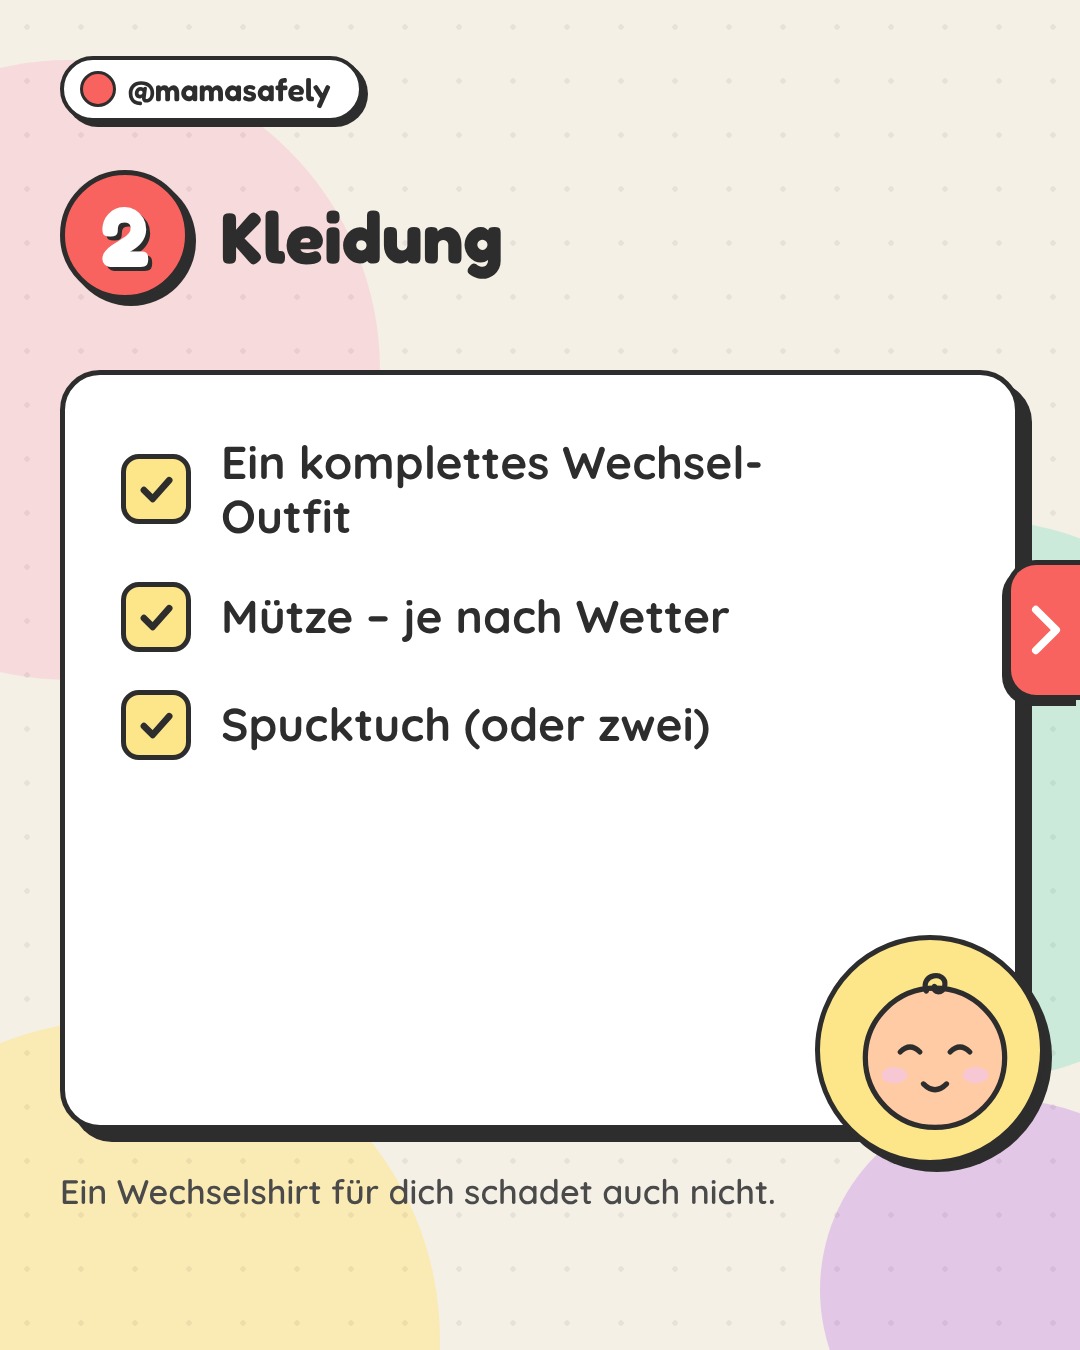 @mamasafely
2 Kleidung
Ein komplettes Wechsel-
Outfit
Mütze – je nach Wetter
Spucktuch (oder zwei)
Ein Wechselshirt für dich schadet auch nicht.